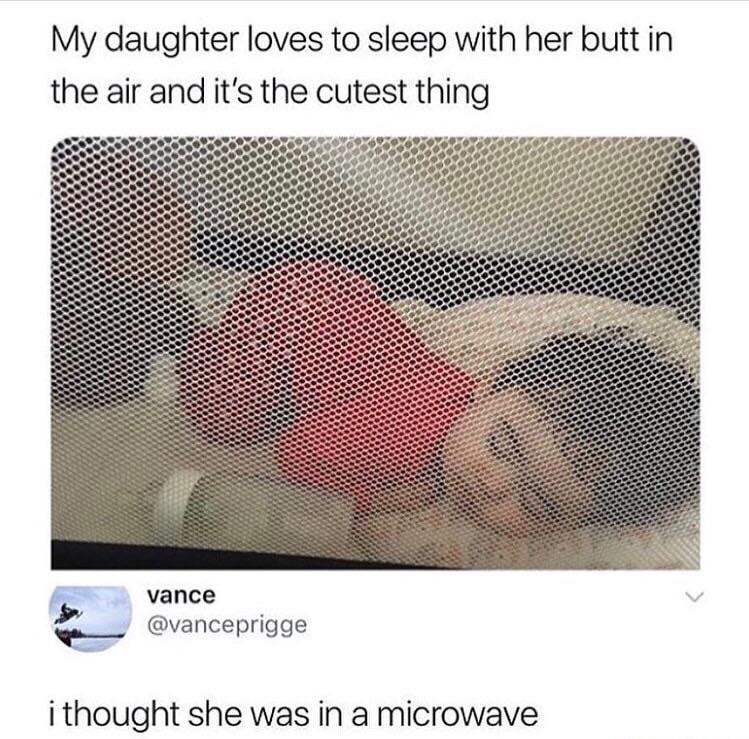 My daughter loves to sleep with her butt in
the air and it's the cutest thing
vance
@vanceprigge
i thought she was in a microwave